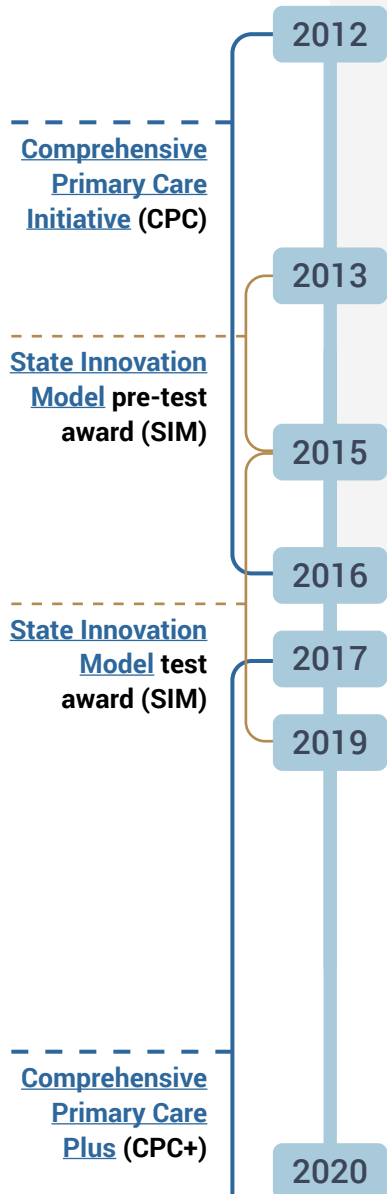 2012
Comprehensive
Primary Care
Initiative (CPC)
2013
State Innovation
Model pre-test
award (SIM)
2015
2016
State Innovation
Model test
award (SIM)
2017
2019
Comprehensive
Primary Care
Plus (CPC+)
2020